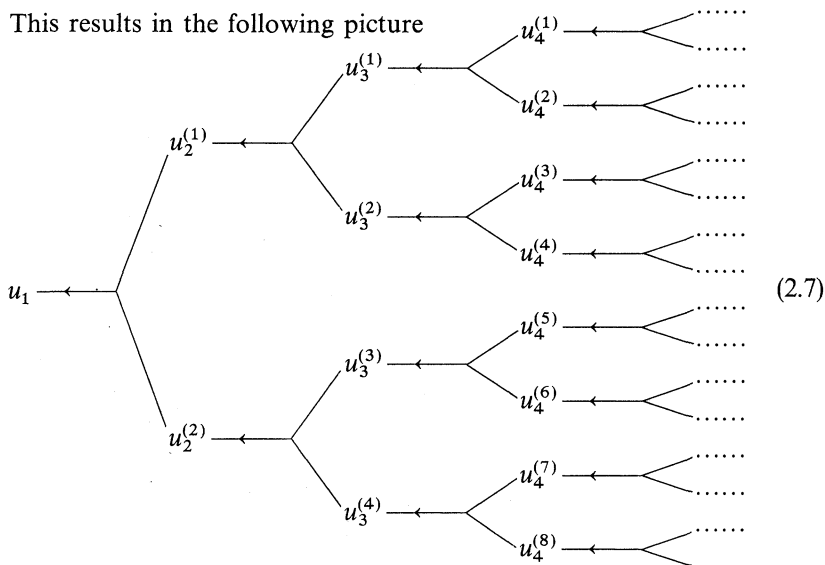 This results in the following picture
u_4^{(1)} ......
......
u_3^{(1)}
u_4^{(2)} ......
......
u_2^{(1)}
u_4^{(3)} ......
......
u_3^{(2)}
u_4^{(4)} ......
......
u_1 (2.7)
u_4^{(5)} ......
......
u_3^{(3)}
u_4^{(6)} ......
......
u_2^{(2)}
u_4^{(7)} ......
......
u_3^{(4)}
u_4^{(8)} ......